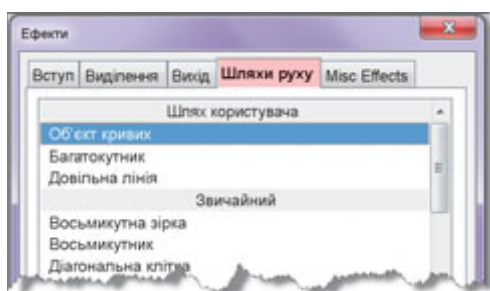 Ефекти
Вступ Виділення Вихід Шляхи руху Misc Effects
Шлях користувача
Об'єкт кривих
Багатокутник
Довільна лінія
Звичайний
Восьмикутна зірка
Восьмикутник
Діагональна клітка